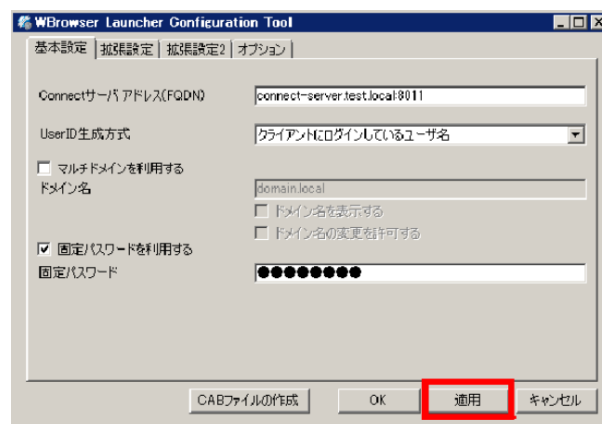 WBrowser Launcher Configuration Tool
基本設定 拡張設定 拡張設定2 オプション
Connectサーバ アドレス(FQDN) connect-server.test.local:8011
UserID生成方式 クライアントにログインしているユーザ名
マルチドメインを利用する
ドメイン名 domain.local
ドメイン名を表示する
ドメイン名の変更を許可する
固定パスワードを利用する
固定パスワード ●●●●●●●●
CABファイルの作成 OK 適用 キャンセル